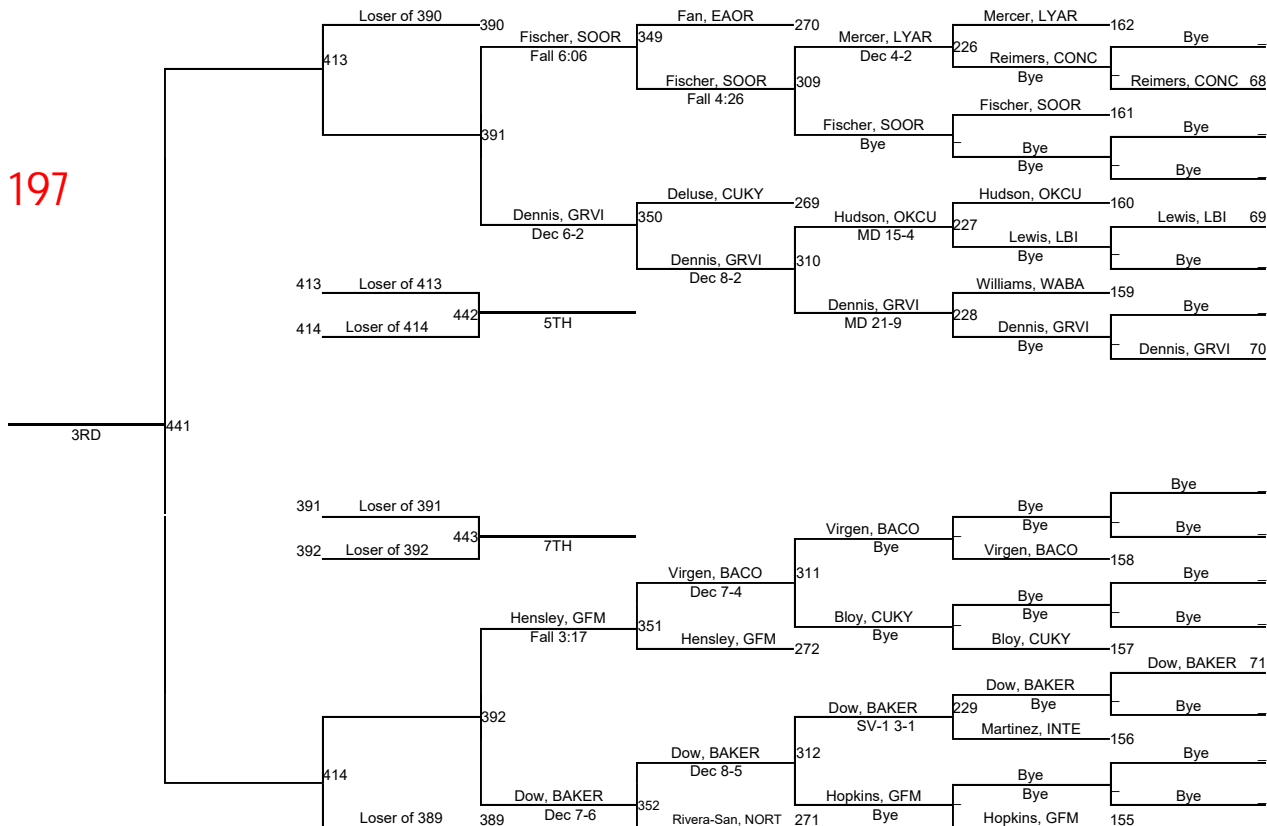 Loser of 390
390
Fischer, SOOR
Fall 6:06
Fan, EAOR
270
349
Mercer, LYAR
Dec 4-2
Mercer, LYAR
162
Bye
226
Reimers, CONC
Bye
Reimers, CONC 68
413
Fischer, SOOR
Fall 4:26
309
Fischer, SOOR
161
Bye
391
Fischer, SOOR
Bye
Bye
Bye
Bye
197
Deluse, CUKY
269
Hudson, OKCU
160
Dennis, GRVI
Dec 6-2
350
Hudson, OKCU
MD 15-4
227
Lewis, LBI 69
Lewis, LBI
Bye
Dennis, GRVI
Dec 8-2
310
Bye
413
Loser of 413
Williams, WABA
159
442
5TH
Dennis, GRVI
MD 21-9
228
Bye
414
Loser of 414
Dennis, GRVI
Bye
Dennis, GRVI 70
3RD
441
Bye
391
Loser of 391
Bye
Bye
443
7TH
Virgen, BACO
Bye
Bye
392
Loser of 392
Virgen, BACO
158
Virgen, BACO
Dec 7-4
311
Bye
Hensley, GFM
Fall 3:17
351
Bloy, CUKY
Bye
Bye
Bye
Bye
Hensley, GFM
272
Bloy, CUKY
157
Dow, BAKER 71
Dow, BAKER
Bye
392
Dow, BAKER
SV-1 3-1
229
Bye
Martinez, INTE
156
Dow, BAKER
Dec 8-5
312
Bye
414
Bye
Bye
Dow, BAKER
Dec 7-6
352
Hopkins, GFM
Bye
Bye
Loser of 389
389
Rivera-San, NORT 271
Hopkins, GFM
155